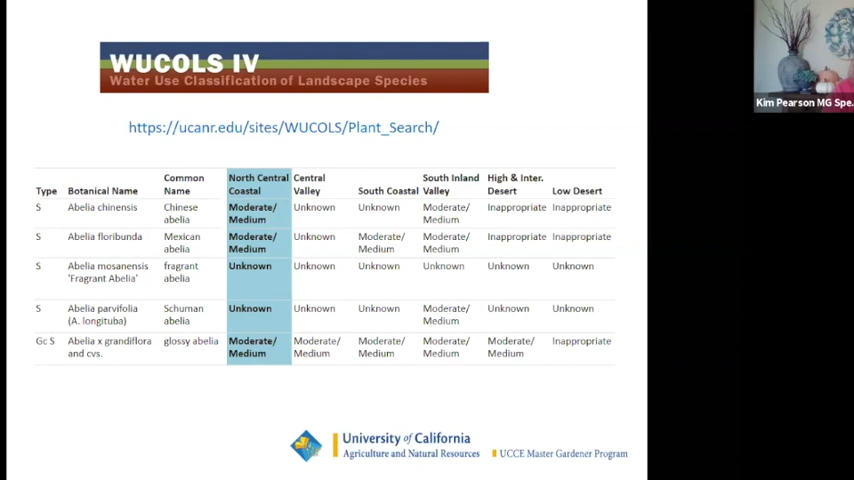 WUCOLS IV
Water Use Classification of Landscape Species
https://ucanr.edu/sites/WUCOLS/Plant_Search/
Type Botanical Name Common Name North Central Coastal Central Valley South Coastal South Inland Valley High & Inter. Desert Low Desert
S Abelia chinensis Chinese abelia Moderate/ Medium Unknown Unknown Moderate/ Medium Inappropriate Inappropriate
S Abelia floribunda Mexican abelia Moderate/ Medium Unknown Moderate/ Medium Moderate/ Medium Inappropriate Inappropriate
S Abelia mosanensis 'Fragrant Abelia' fragrant abelia Unknown Unknown Unknown Unknown Unknown Unknown
S Abelia parvifolia (A. longituba) Schuman abelia Unknown Unknown Unknown Moderate/ Medium Unknown Unknown
Gc S Abelia x grandiflora and cvs. glossy abelia Moderate/ Medium Moderate/ Medium Moderate/ Medium Moderate/ Medium Moderate/ Medium Inappropriate
University of California
Agriculture and Natural Resources
UCCE Master Gardener Program
Kim Pearson MG Spe...